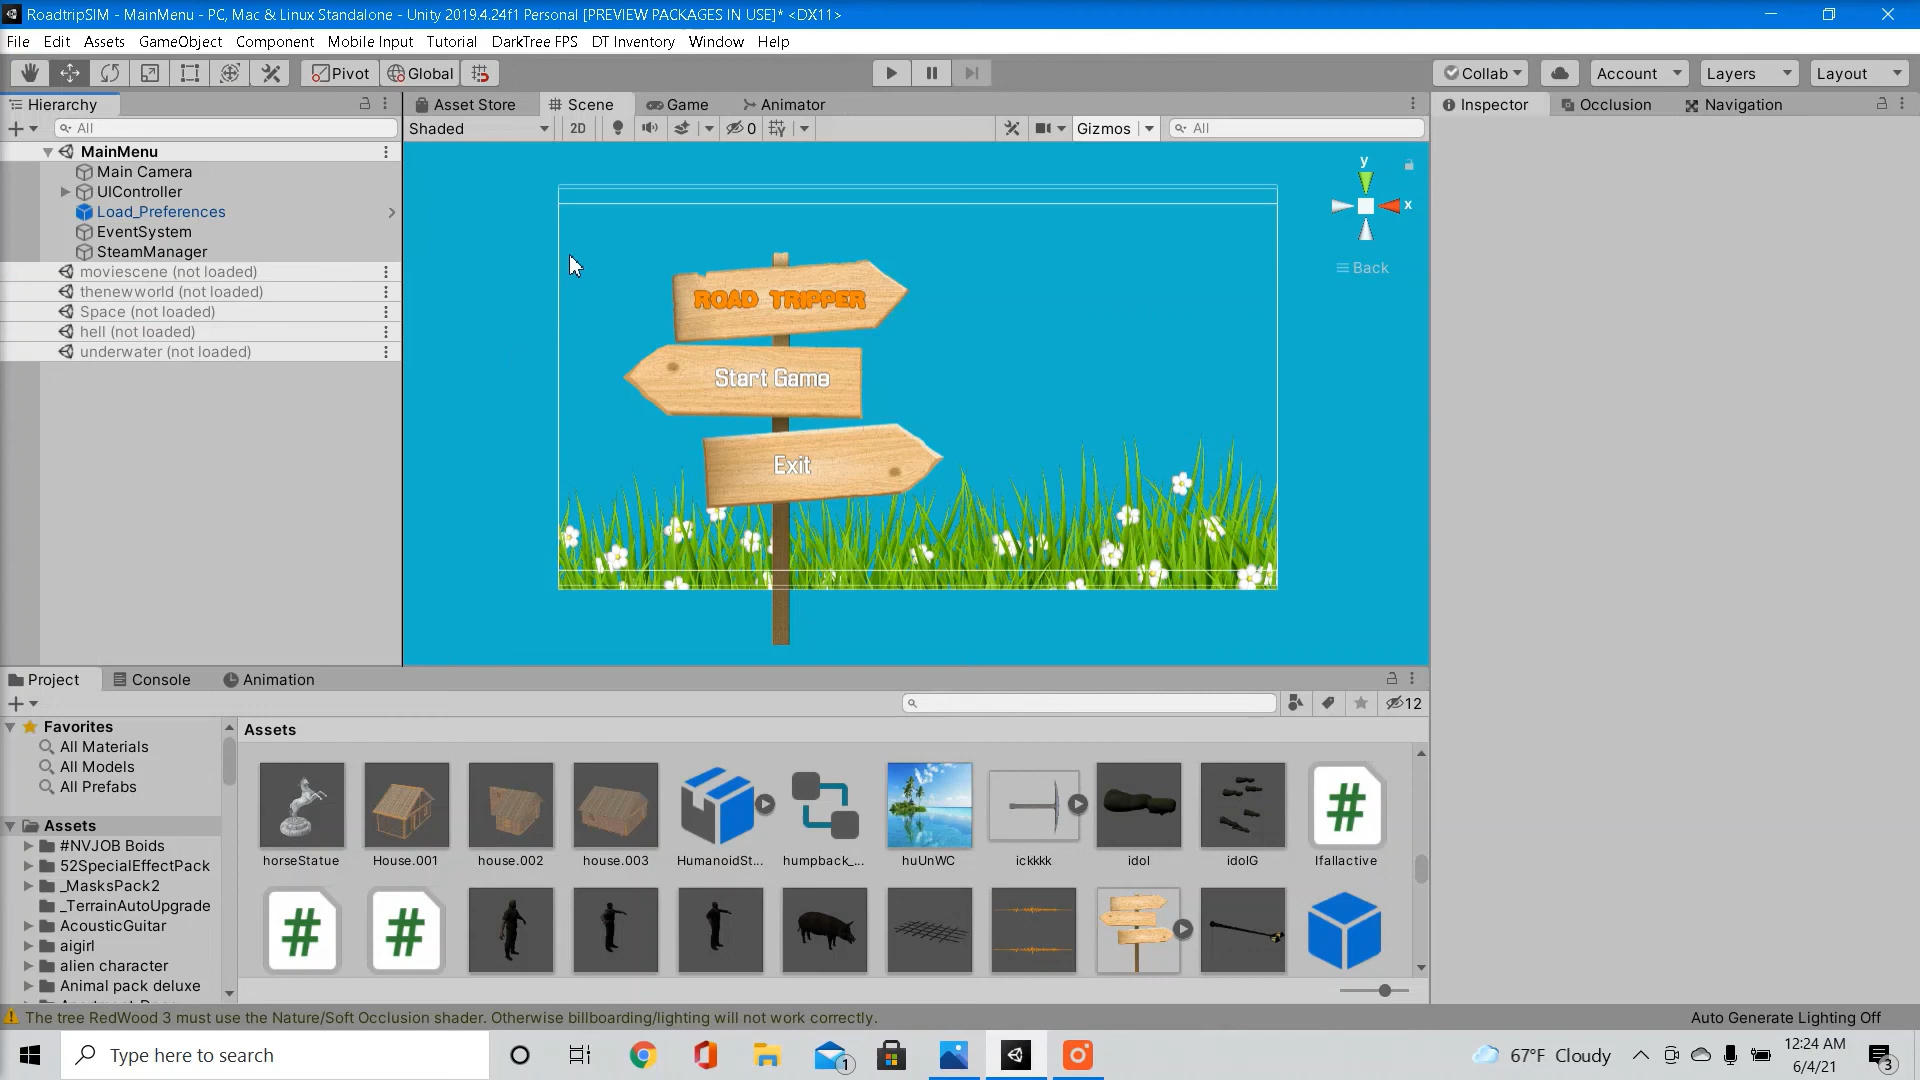 RoadtripSIM - MainMenu - PC, Mac & Linux Standalone - Unity 2019.4.24f1 Personal [PREVIEW PACKAGES IN USE]* <DX11>
File Edit Assets GameObject Component Mobile Input Tutorial DarkTree FPS DT Inventory Window Help
Pivot Global Collab Account Layers Layout
Hierarchy Asset Store Scene Game Animator Inspector Occlusion Navigation
All Shaded 2D 0 Gizmos All
MainMenu
Main Camera
UIController
Load_Preferences
EventSystem
SteamManager
moviescene (not loaded)
thenewworld (not loaded)
Space (not loaded)
hell (not loaded)
underwater (not loaded)
y
x
Back
ROAD TRIPPER
Start Game
Exit
Project Console Animation
12
Favorites
All Materials
All Models
All Prefabs
Assets
#NVJOB Boids
52SpecialEffectPack
_MasksPack2
_TerrainAutoUpgrade
AcousticGuitar
aigirl
alien character
Animal pack deluxe
Assets
horseStatue House.001 house.002 house.003 HumanoidSt... humpback_... huUnWC ickkkk idol idolG Ifallactive
The tree RedWood 3 must use the Nature/Soft Occlusion shader. Otherwise billboarding/lighting will not work correctly.
Auto Generate Lighting Off
Type here to search
1
67°F Cloudy
12:24 AM
6/4/21
3